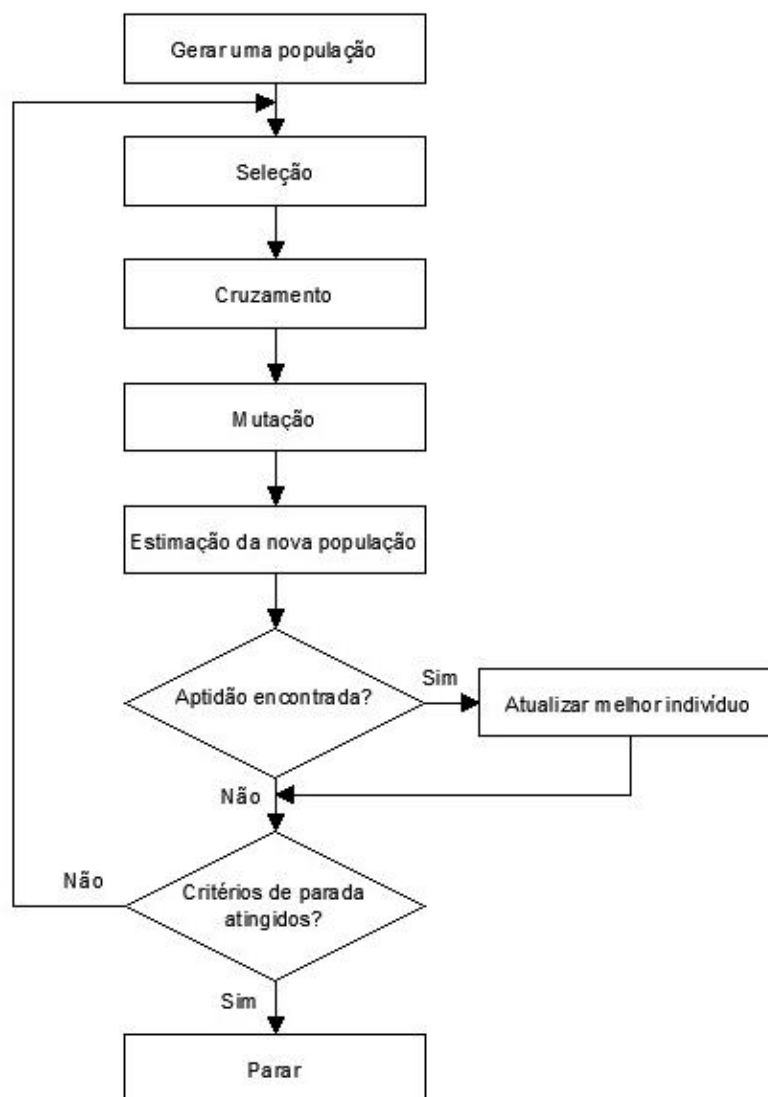 Gerar uma população
Seleção
Cruzamento
Mutação
Estimação da nova população
Aptidão encontrada?
Sim
Atualizar melhor indivíduo
Não
Critérios de parada
atingidos?
Não
Sim
Parar